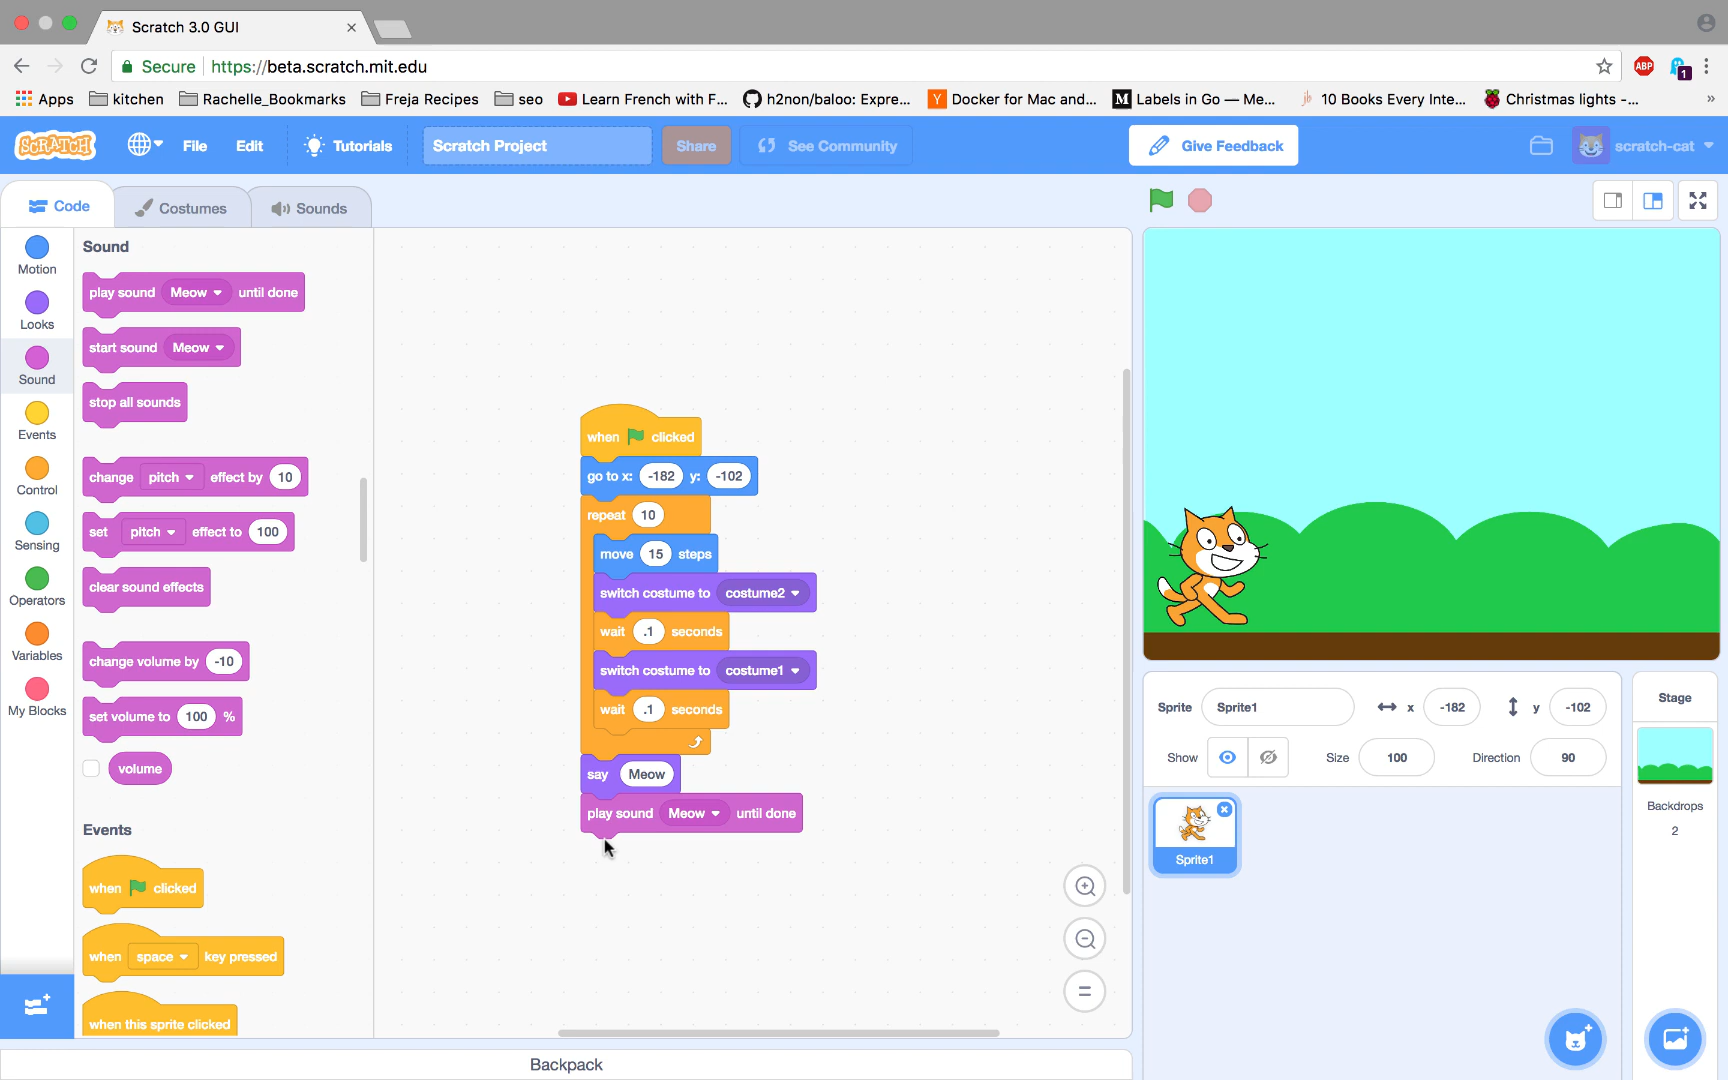 Scratch 3.0 GUI
Secure https://beta.scratch.mit.edu
ABP
1
Apps kitchen Rachelle_Bookmarks Freja Recipes seo Learn French with F... h2non/baloo: Expre... Docker for Mac and... Labels in Go — Me... 10 Books Every Inte... Christmas lights -... »
SCRATCH File Edit Tutorials Scratch Project Share See Community Give Feedback scratch-cat
Code Costumes Sounds
Motion
Looks
Sound
Events
Control
Sensing
Operators
Variables
My Blocks
Sound
play sound Meow until done
start sound Meow
stop all sounds
change pitch effect by 10
set pitch effect to 100
clear sound effects
change volume by -10
set volume to 100 %
volume
Events
when clicked
when space key pressed
when this sprite clicked
when clicked
go to x: -182 y: -102
repeat 10
move 15 steps
switch costume to costume2
wait .1 seconds
switch costume to costume1
wait .1 seconds
say Meow
play sound Meow until done
Sprite Sprite1 x -182 y -102
Show Size 100 Direction 90
Sprite1
Stage
Backdrops
2
Backpack